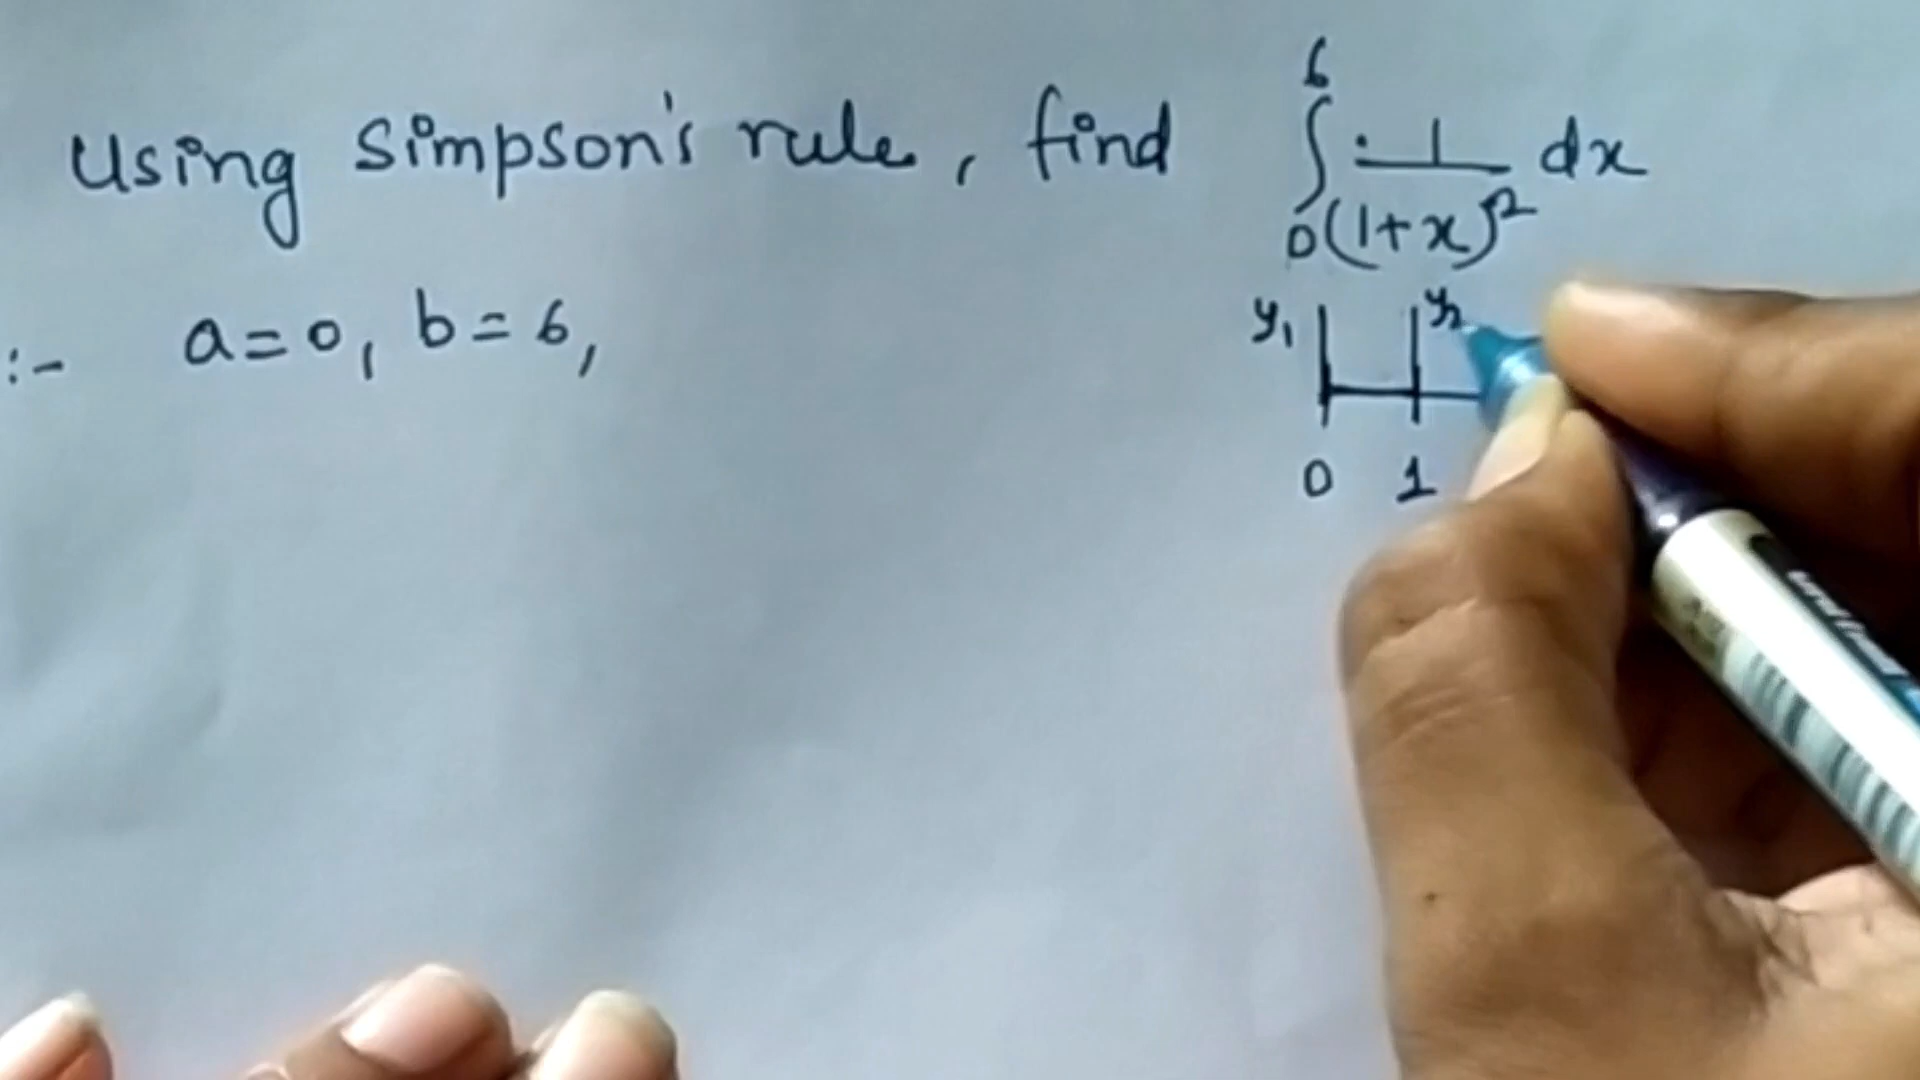 Using Simpson's rule, find ∫₀⁶ 1/(1+x)² dx
:- a=0, b=6,
y₁ y₂
0 1